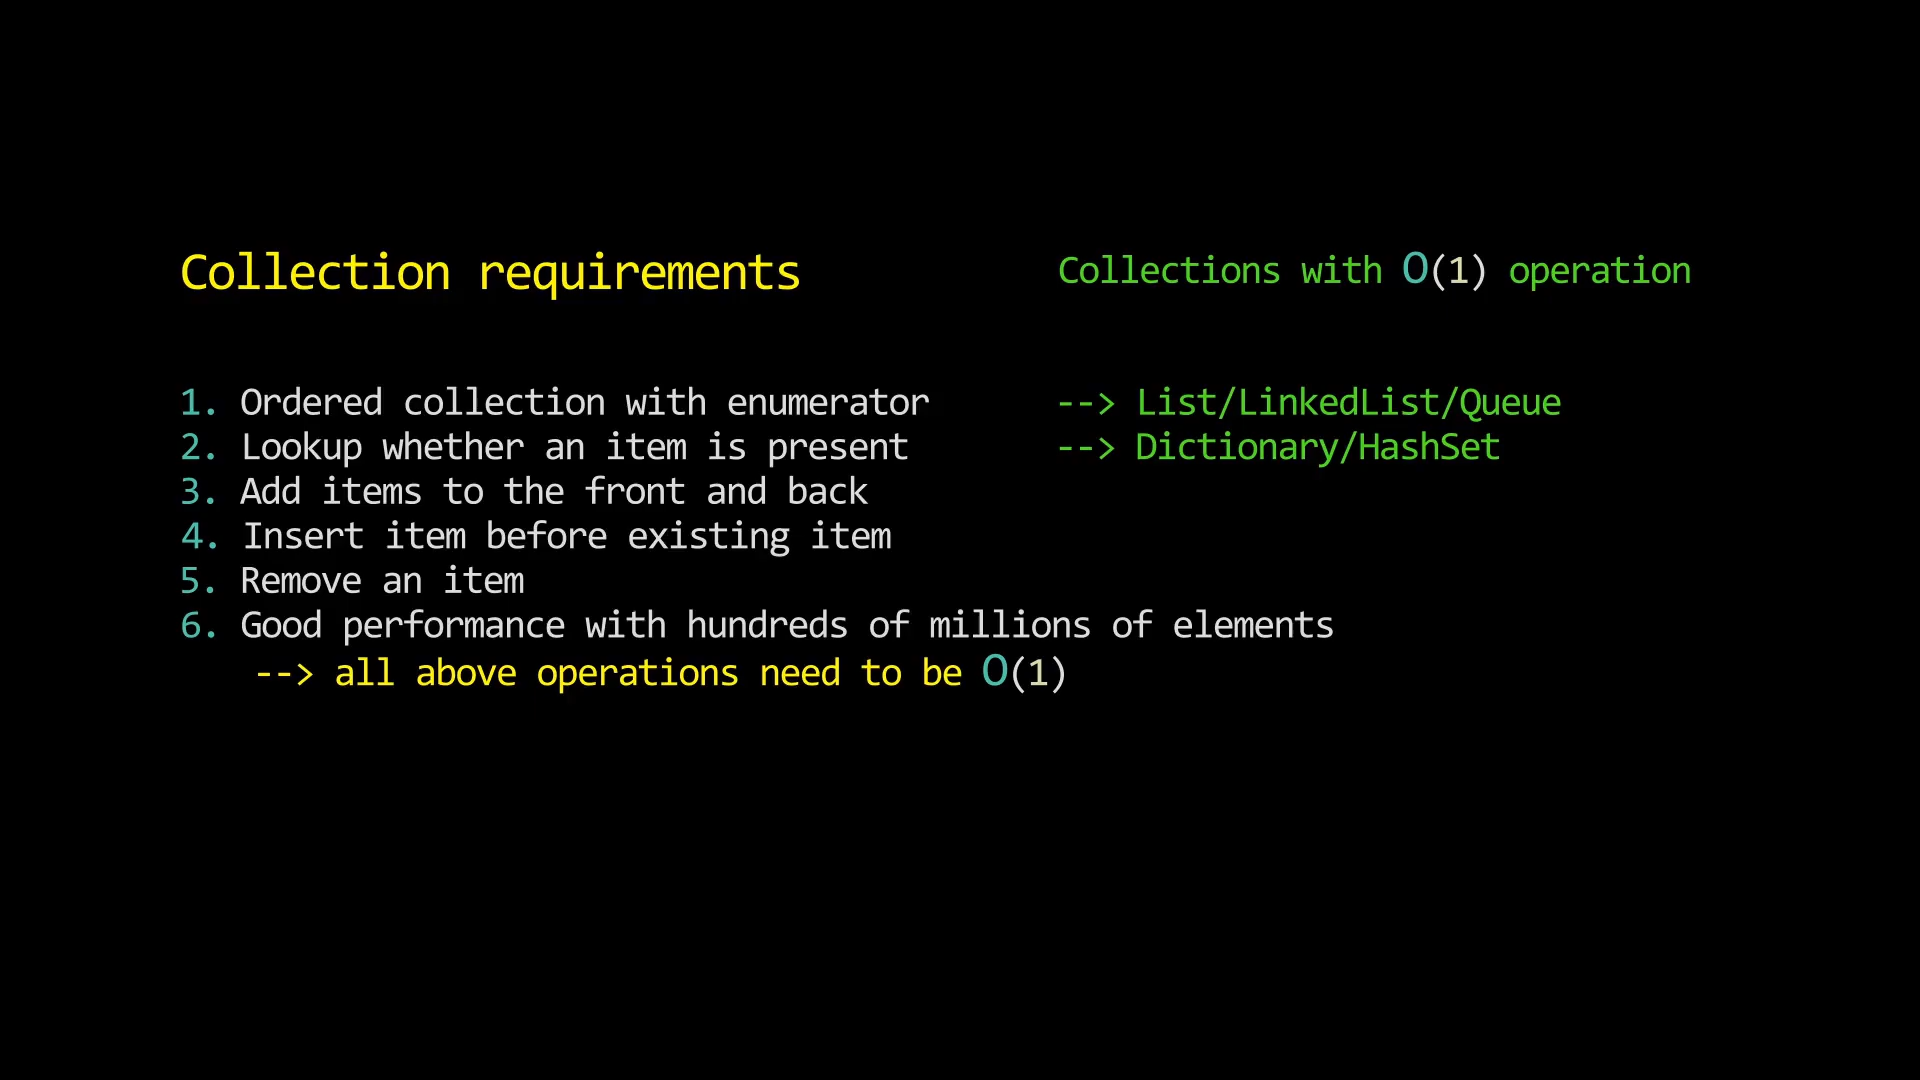 Collection requirements
Collections with O(1) operation
1. Ordered collection with enumerator --> List/LinkedList/Queue
2. Lookup whether an item is present --> Dictionary/HashSet
3. Add items to the front and back
4. Insert item before existing item
5. Remove an item
6. Good performance with hundreds of millions of elements
--> all above operations need to be O(1)